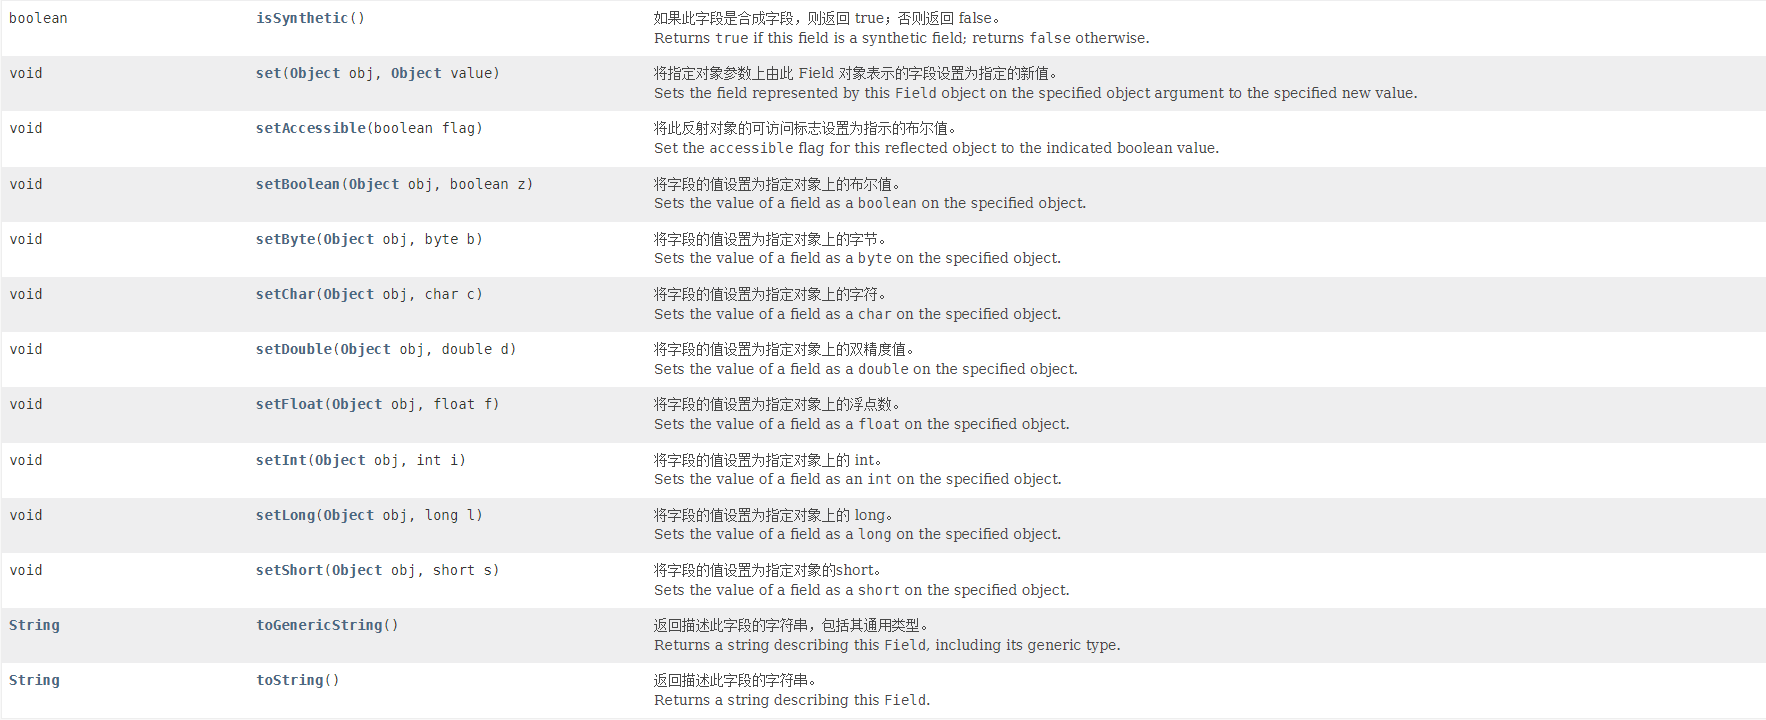 boolean isSynthetic() 如果此字段是合成字段，则返回 true；否则返回 false。
Returns true if this field is a synthetic field; returns false otherwise.
void set(Object obj, Object value) 将指定对象参数上由此 Field 对象表示的字段设置为指定的新值。
Sets the field represented by this Field object on the specified object argument to the specified new value.
void setAccessible(boolean flag) 将此反射对象的可访问标志设置为指示的布尔值。
Set the accessible flag for this reflected object to the indicated boolean value.
void setBoolean(Object obj, boolean z) 将字段的值设置为指定对象上的布尔值。
Sets the value of a field as a boolean on the specified object.
void setByte(Object obj, byte b) 将字段的值设置为指定对象上的字节。
Sets the value of a field as a byte on the specified object.
void setChar(Object obj, char c) 将字段的值设置为指定对象上的字符。
Sets the value of a field as a char on the specified object.
void setDouble(Object obj, double d) 将字段的值设置为指定对象上的双精度值。
Sets the value of a field as a double on the specified object.
void setFloat(Object obj, float f) 将字段的值设置为指定对象上的浮点数。
Sets the value of a field as a float on the specified object.
void setInt(Object obj, int i) 将字段的值设置为指定对象上的 int。
Sets the value of a field as an int on the specified object.
void setLong(Object obj, long l) 将字段的值设置为指定对象上的 long。
Sets the value of a field as a long on the specified object.
void setShort(Object obj, short s) 将字段的值设置为指定对象的short。
Sets the value of a field as a short on the specified object.
String toGenericString() 返回描述此字段的字符串，包括其通用类型。
Returns a string describing this Field, including its generic type.
String toString() 返回描述此字段的字符串。
Returns a string describing this Field.